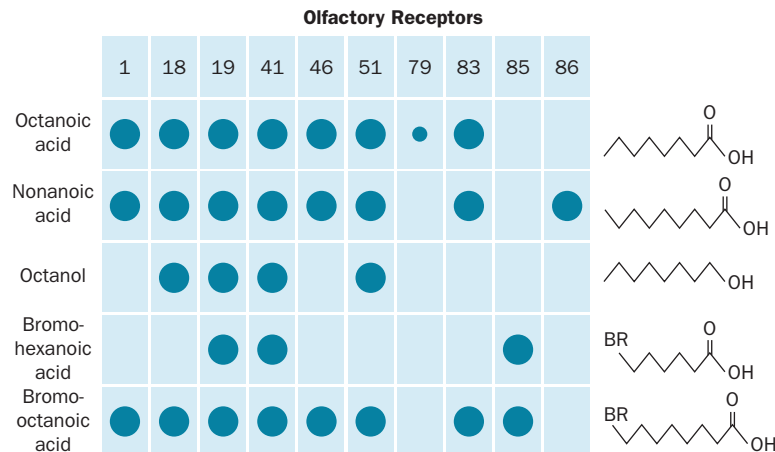 Olfactory Receptors
1 18 19 41 46 51 79 83 85 86
Octanoic
acid
O
OH
Nonanoic
acid
O
OH
Octanol
OH
Bromo-
hexanoic
acid
BR
O
OH
Bromo-
octanoic
acid
BR
O
OH